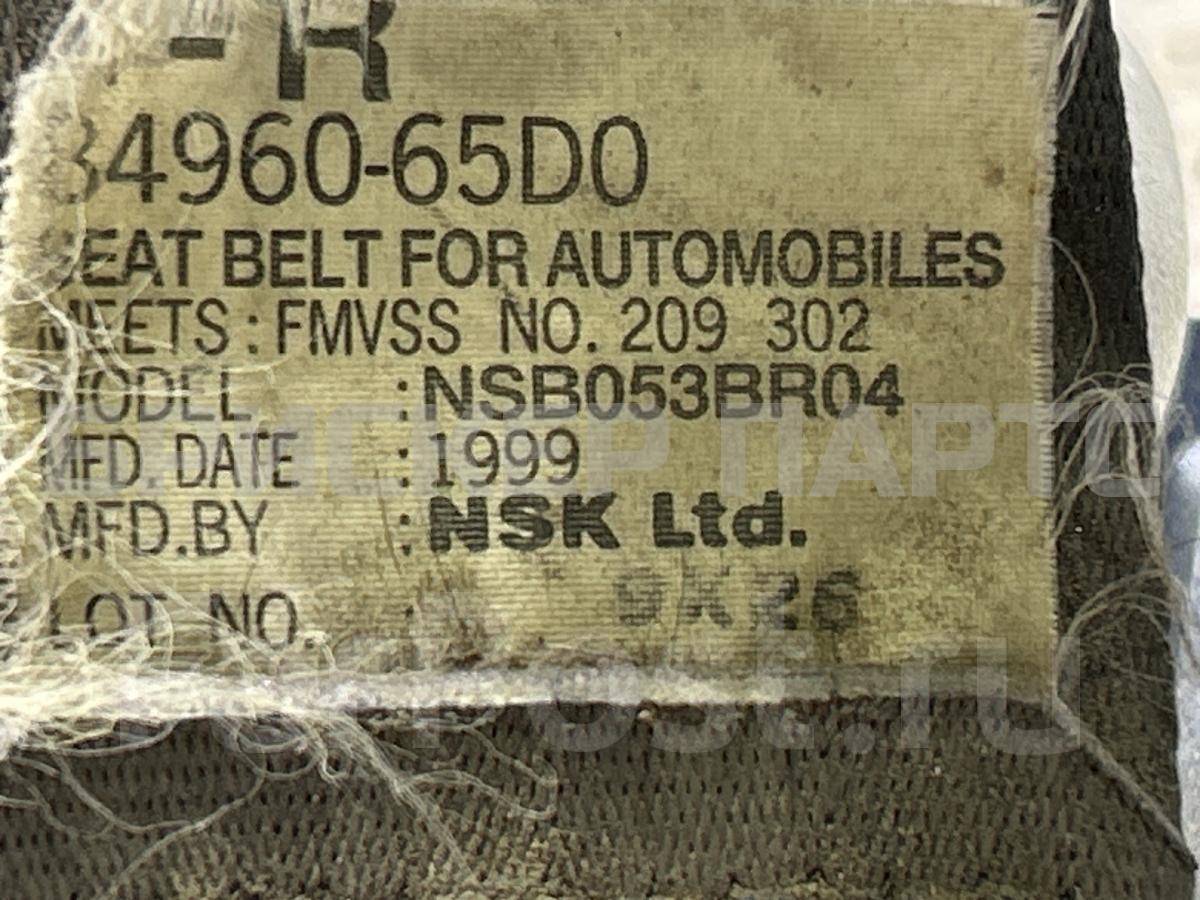 -R
84960-65D0
SEAT BELT FOR AUTOMOBILES
MEETS : FMVSS NO. 209 302
MODEL : NSB053BR04
MFD. DATE : 1999
MFD.BY : NSK Ltd.
LOT NO. : 9X26